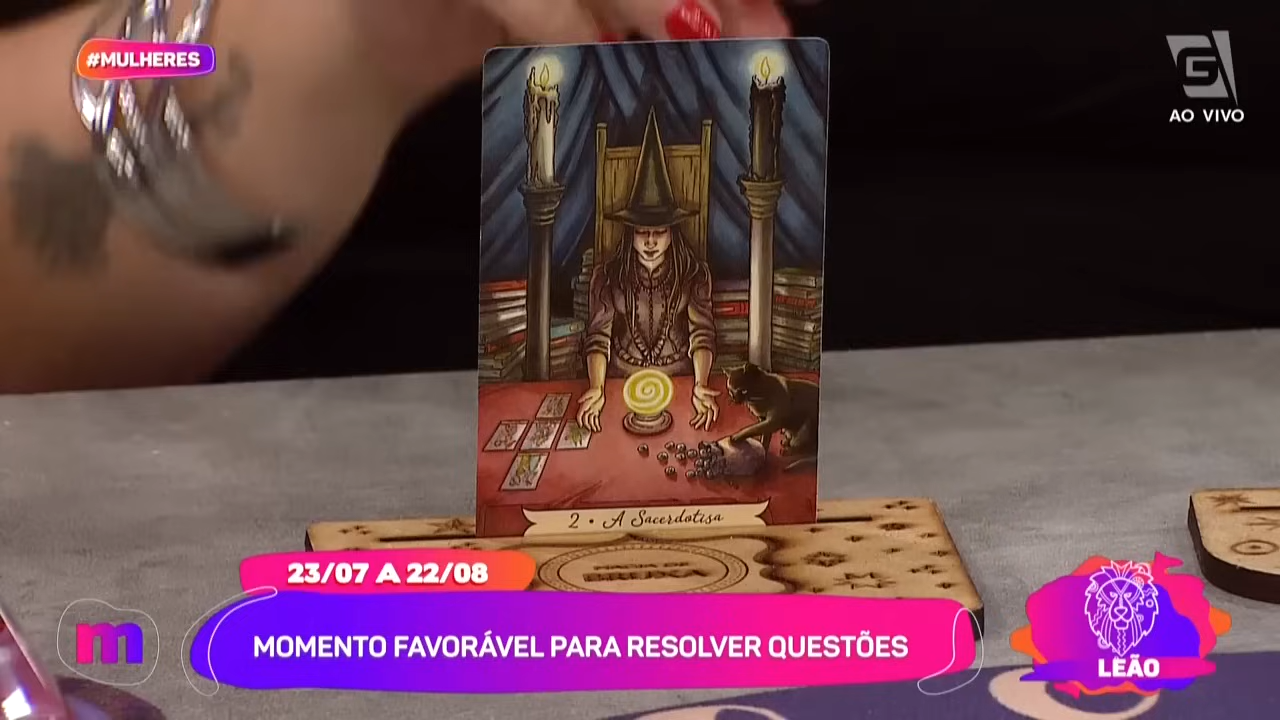 #MULHERES
G
AO VIVO
2 • A Sacerdotisa
23/07 A 22/08
m
MOMENTO FAVORÁVEL PARA RESOLVER QUESTÕES
LEÃO